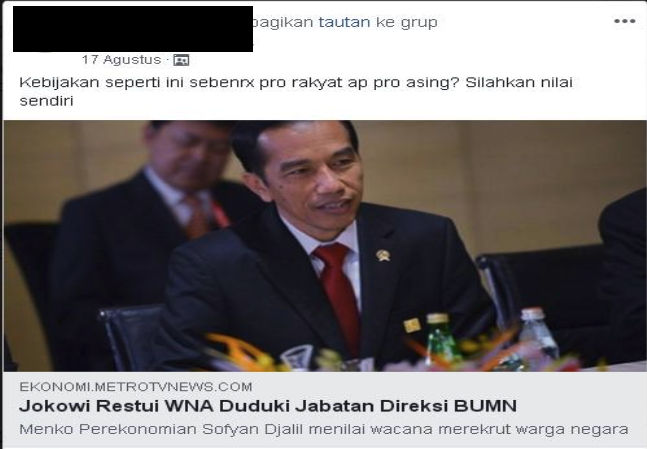 bagikan tautan ke grup
17 Agustus
Kebijakan seperti ini sebenrx pro rakyat ap pro asing? Silahkan nilai
sendiri
EKONOMI.METROTVNEWS.COM
Jokowi Restui WNA Duduki Jabatan Direksi BUMN
Menko Perekonomian Sofyan Djalil menilai wacana merekrut warga negara